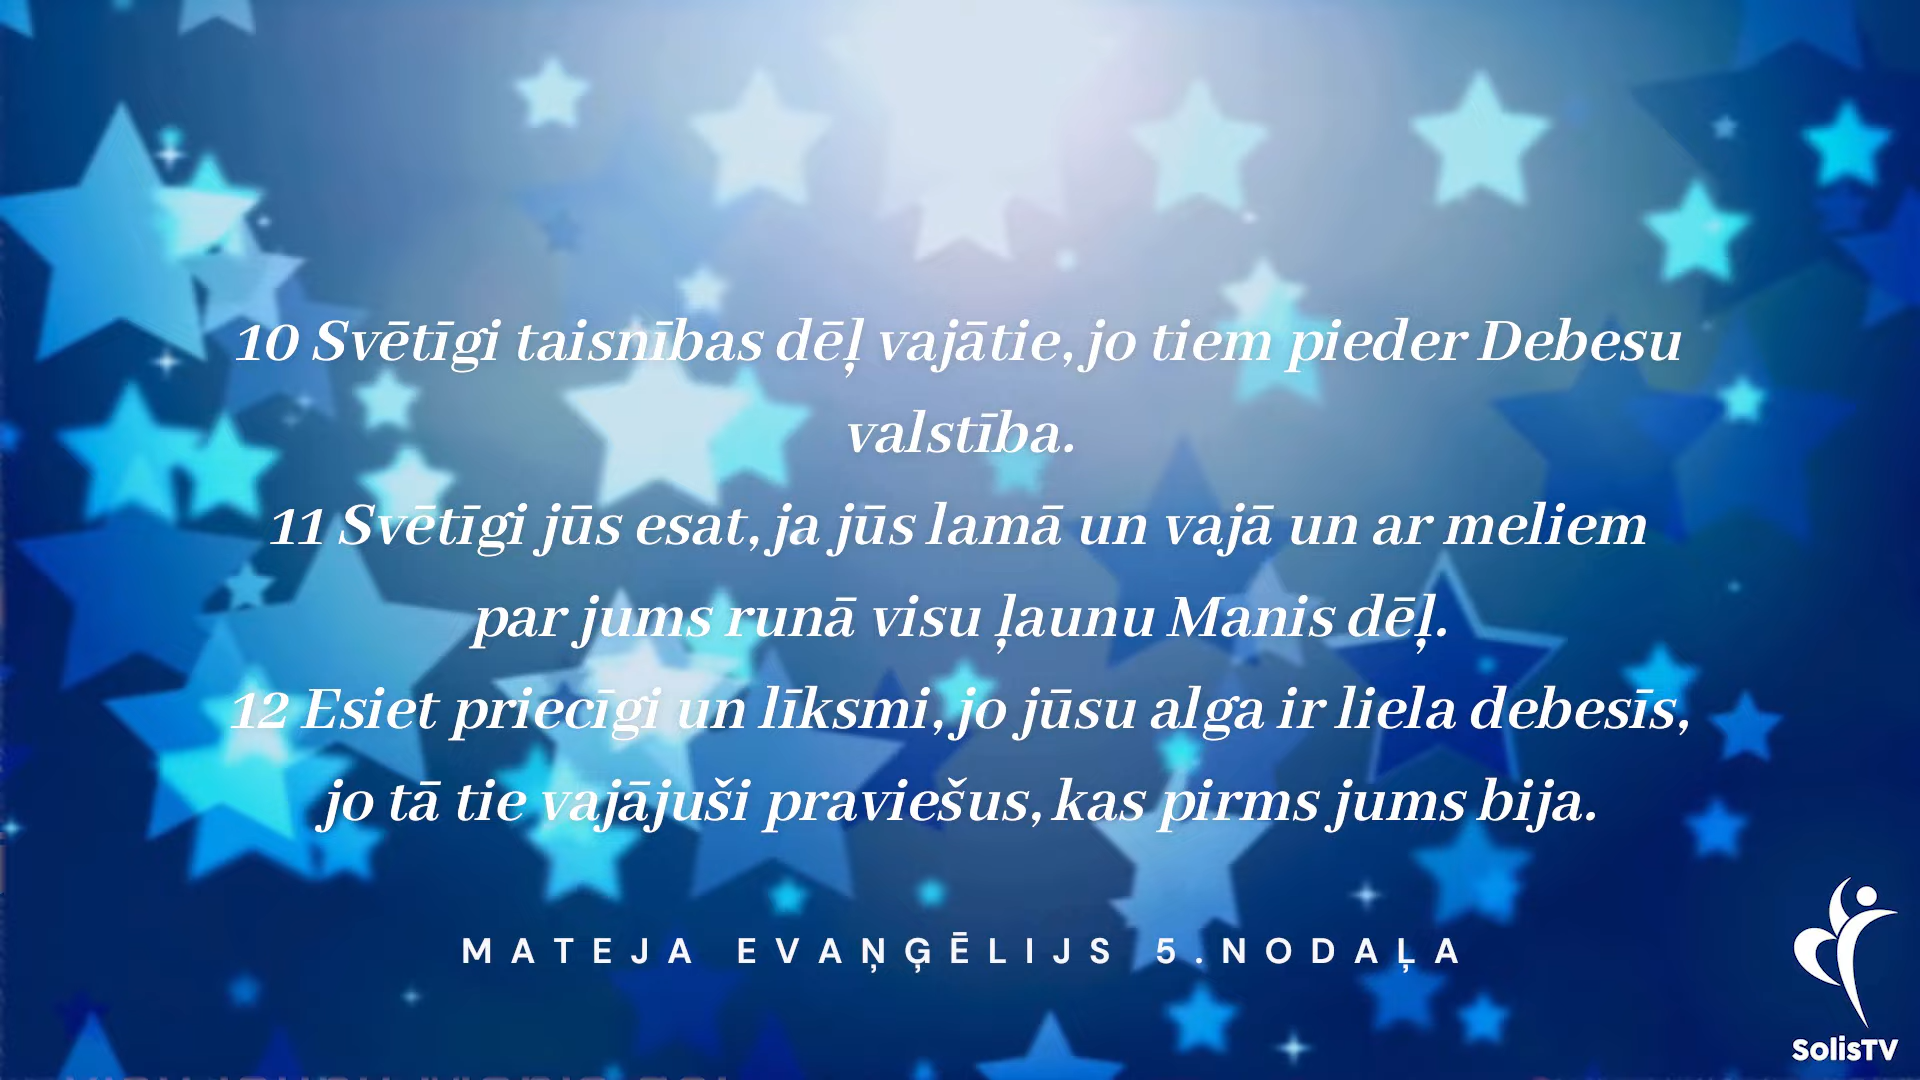 10 Svētīgi taisnības dēļ vajātie, jo tiem pieder Debesu
valstība.
11 Svētīgi jūs esat, ja jūs lamā un vajā un ar meliem
par jums runā visu ļaunu Manis dēļ.
12 Esiet priecīgi un līksmi, jo jūsu alga ir liela debesīs,
jo tā tie vajājuši praviešus, kas pirms jums bija.
MATEJA EVAŅĢĒLIJS 5.NODAĻA
SolisTV